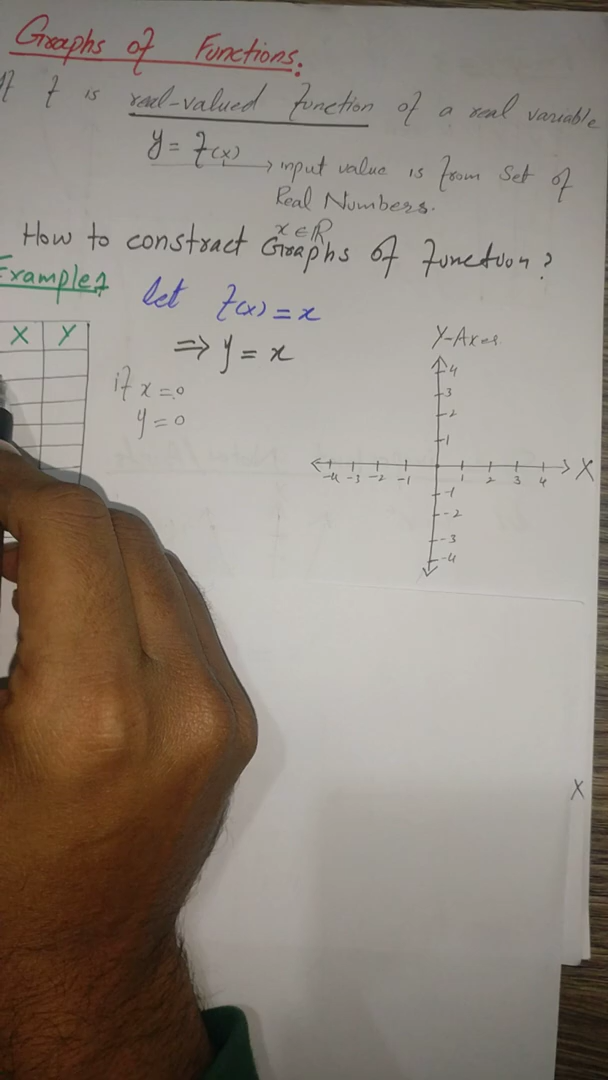 Graphs of Functions:
If f is real-valued function of a real variable
y = f(x) → input value is from Set of
Real Numbers.
x ∈ ℝ
How to constract Graphs of function?
Example
let f(x) = x
⇒ y = x
X Y
if x = 0
y = 0
Y-Axes
4
3
2
1
-4 -3 -2 -1 1 2 3 4 X
-1
-2
-3
-4
X